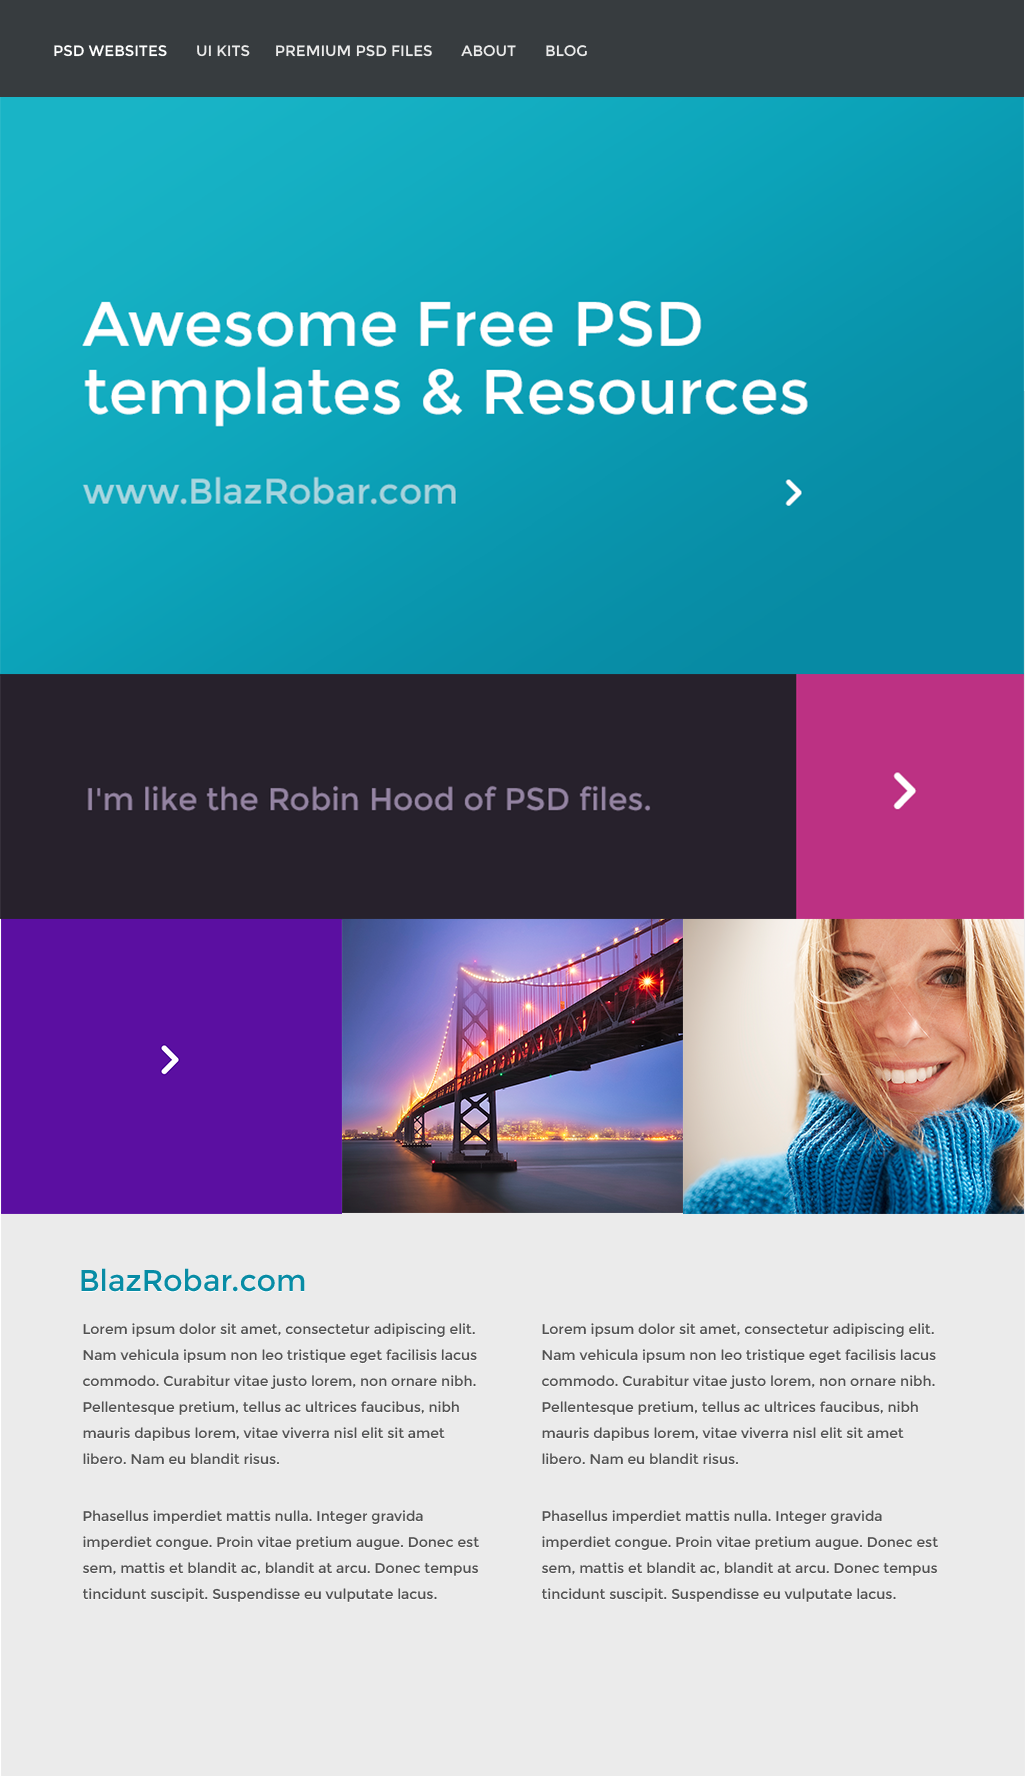 PSD WEBSITES UI KITS PREMIUM PSD FILES ABOUT BLOG
Awesome Free PSD
templates & Resources
www.BlazRobar.com
I'm like the Robin Hood of PSD files.
BlazRobar.com
Lorem ipsum dolor sit amet, consectetur adipiscing elit.
Nam vehicula ipsum non leo tristique eget facilisis lacus
commodo. Curabitur vitae justo lorem, non ornare nibh.
Pellentesque pretium, tellus ac ultrices faucibus, nibh
mauris dapibus lorem, vitae viverra nisl elit sit amet
libero. Nam eu blandit risus.
Phasellus imperdiet mattis nulla. Integer gravida
imperdiet congue. Proin vitae pretium augue. Donec est
sem, mattis et blandit ac, blandit at arcu. Donec tempus
tincidunt suscipit. Suspendisse eu vulputate lacus.
Lorem ipsum dolor sit amet, consectetur adipiscing elit.
Nam vehicula ipsum non leo tristique eget facilisis lacus
commodo. Curabitur vitae justo lorem, non ornare nibh.
Pellentesque pretium, tellus ac ultrices faucibus, nibh
mauris dapibus lorem, vitae viverra nisl elit sit amet
libero. Nam eu blandit risus.
Phasellus imperdiet mattis nulla. Integer gravida
imperdiet congue. Proin vitae pretium augue. Donec est
sem, mattis et blandit ac, blandit at arcu. Donec tempus
tincidunt suscipit. Suspendisse eu vulputate lacus.